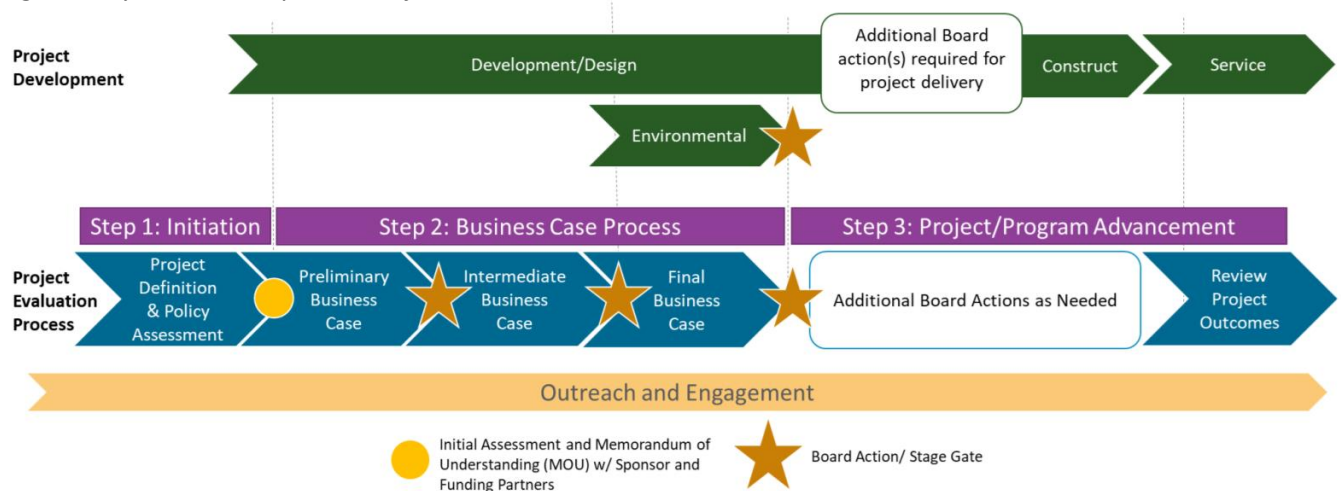 Project
Development
Development/Design
Additional Board
action(s) required for
project delivery
Construct
Service
Environmental
Step 1: Initiation
Step 2: Business Case Process
Step 3: Project/Program Advancement
Project
Evaluation
Process
Project
Definition
& Policy
Assessment
Preliminary
Business
Case
Intermediate
Business
Case
Final
Business
Case
Additional Board Actions as Needed
Review
Project
Outcomes
Outreach and Engagement
Initial Assessment and Memorandum of
Understanding (MOU) w/ Sponsor and
Funding Partners
Board Action/ Stage Gate